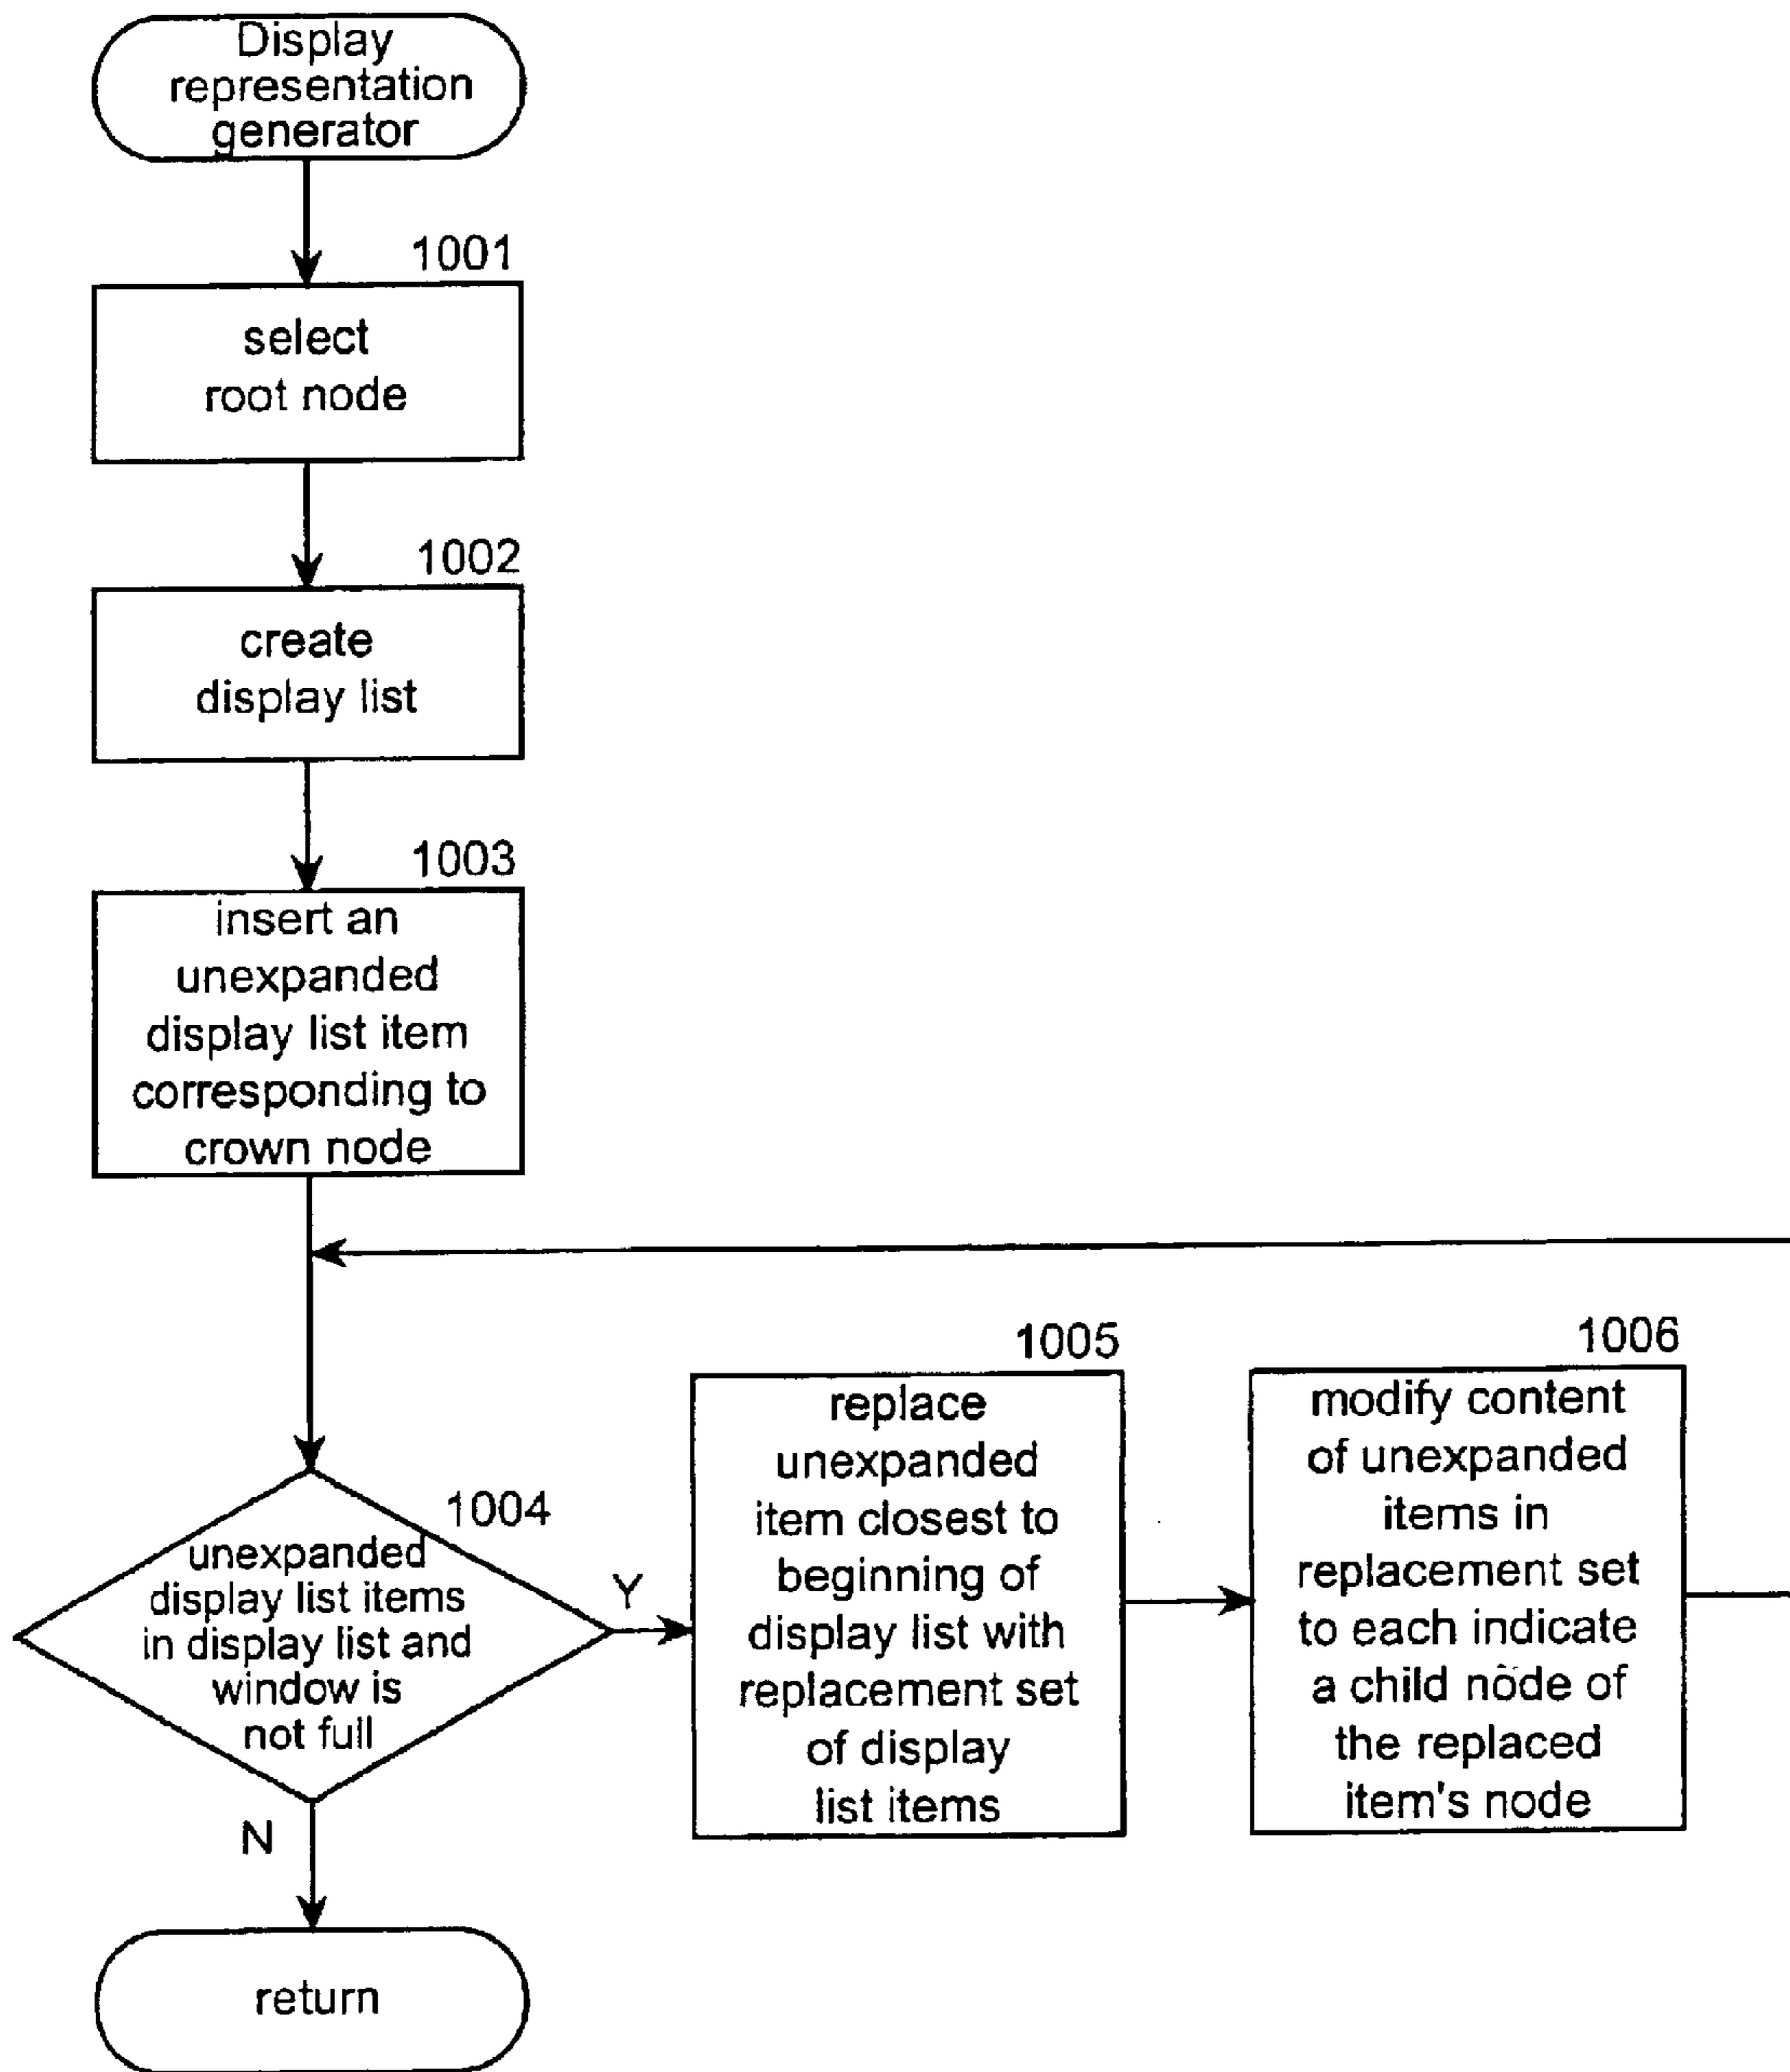 Display
representation
generator
1001
select
root node
1002
create
display list
1003
insert an
unexpanded
display list item
corresponding to
crown node
1004
unexpanded
display list items
in display list and
window is
not full
Y
N
1005
replace
unexpanded
item closest to
beginning of
display list with
replacement set
of display
list items
1006
modify content
of unexpanded
items in
replacement set
to each indicate
a child node of
the replaced
item's node
return